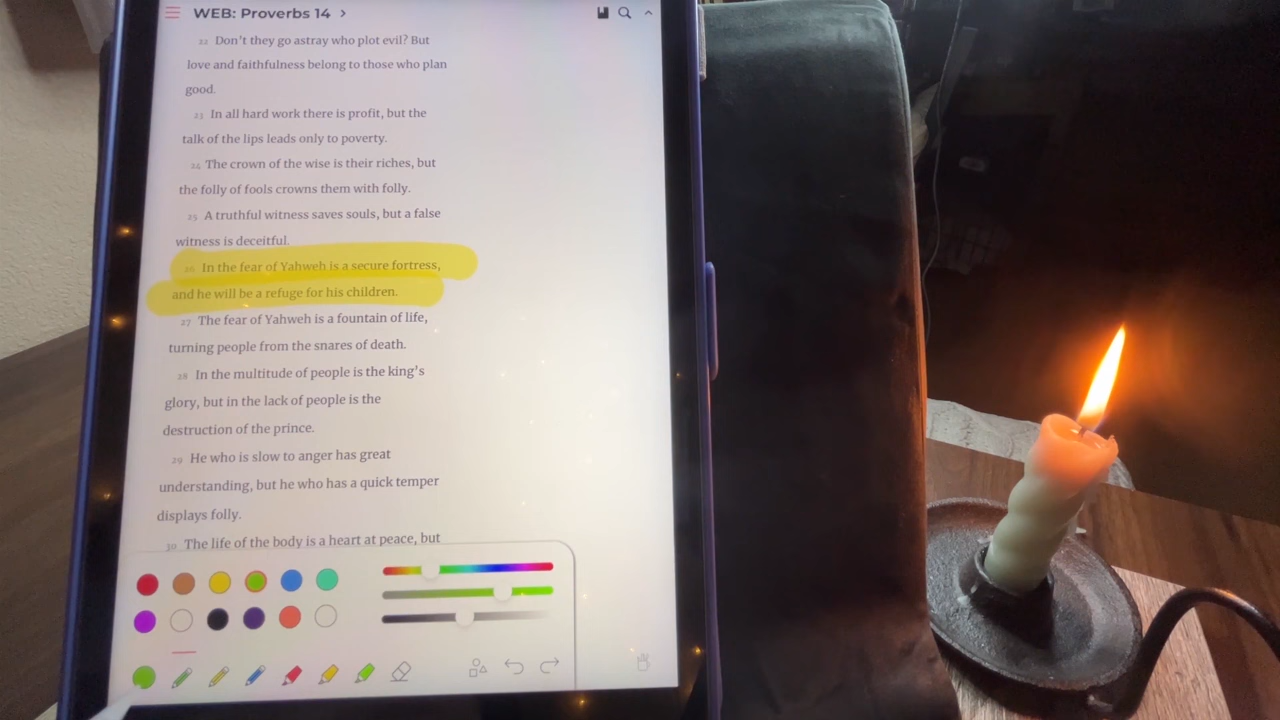 WEB: Proverbs 14 >
22 Don't they go astray who plot evil? But
love and faithfulness belong to those who plan
good.
23 In all hard work there is profit, but the
talk of the lips leads only to poverty.
24 The crown of the wise is their riches, but
the folly of fools crowns them with folly.
25 A truthful witness saves souls, but a false
witness is deceitful.
26 In the fear of Yahweh is a secure fortress,
and he will be a refuge for his children.
27 The fear of Yahweh is a fountain of life,
turning people from the snares of death.
28 In the multitude of people is the king's
glory, but in the lack of people is the
destruction of the prince.
29 He who is slow to anger has great
understanding, but he who has a quick temper
displays folly.
30 The life of the body is a heart at peace, but